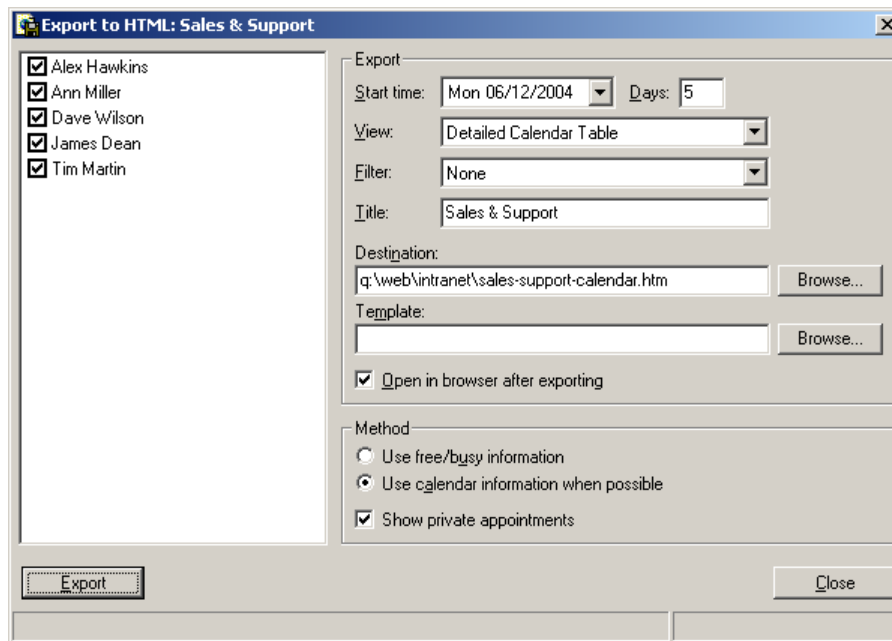 Export to HTML: Sales & Support
Alex Hawkins
Ann Miller
Dave Wilson
James Dean
Tim Martin
Export
Start time: Mon 06/12/2004 Days: 5
View: Detailed Calendar Table
Filter: None
Title: Sales & Support
Destination:
q:\web\intranet\sales-support-calendar.htm Browse...
Template:
Browse...
Open in browser after exporting
Method
Use free/busy information
Use calendar information when possible
Show private appointments
Export Close